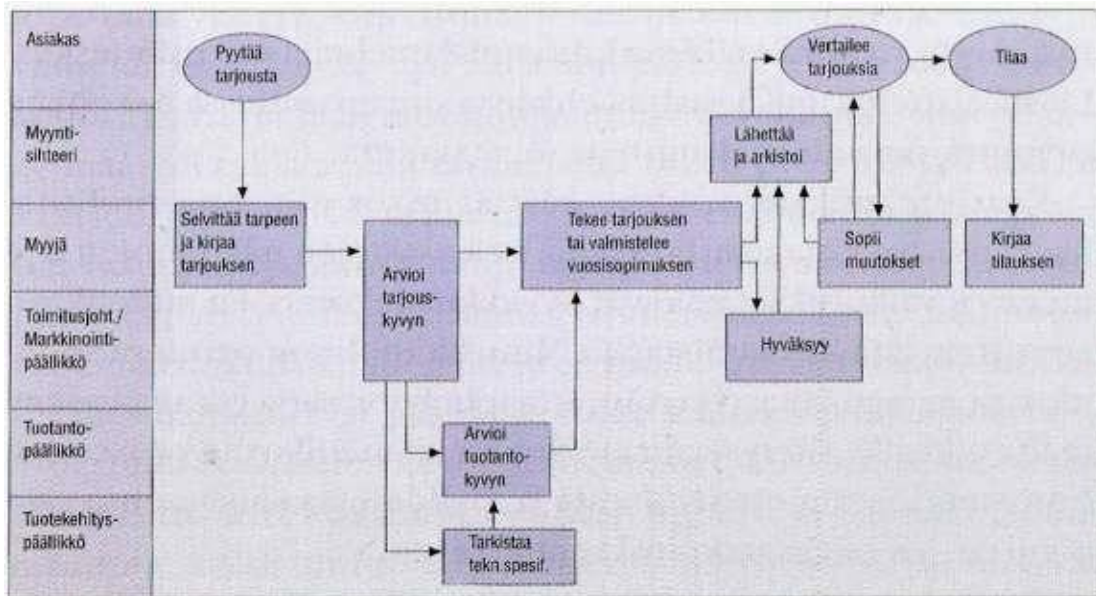 Asiakas
Pyytää
tarjousta
Vertailee
tarjouksia
Tilaa
Myynti-
sihteeri
Lähettää
ja arkistoi
Myyjä
Selvittää tarpeen
ja kirjaa
tarjouksen
Arvioi
tarjous-
kyvyn
Tekee tarjouksen
tai valmistelee
vuosisopimuksen
Sopii
muutokset
Kirjaa
tilauksen
Toimitusjoht./
Markkinointi-
päällikkö
Hyväksyy
Tuotanto-
päällikkö
Arvioi
tuotanto-
kyvyn
Tuotekehitys-
päällikkö
Tarkistaa
tekn.spesif.